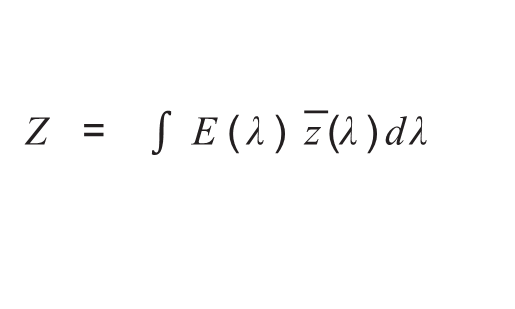 Z = ∫ E(λ) z̅(λ)dλ